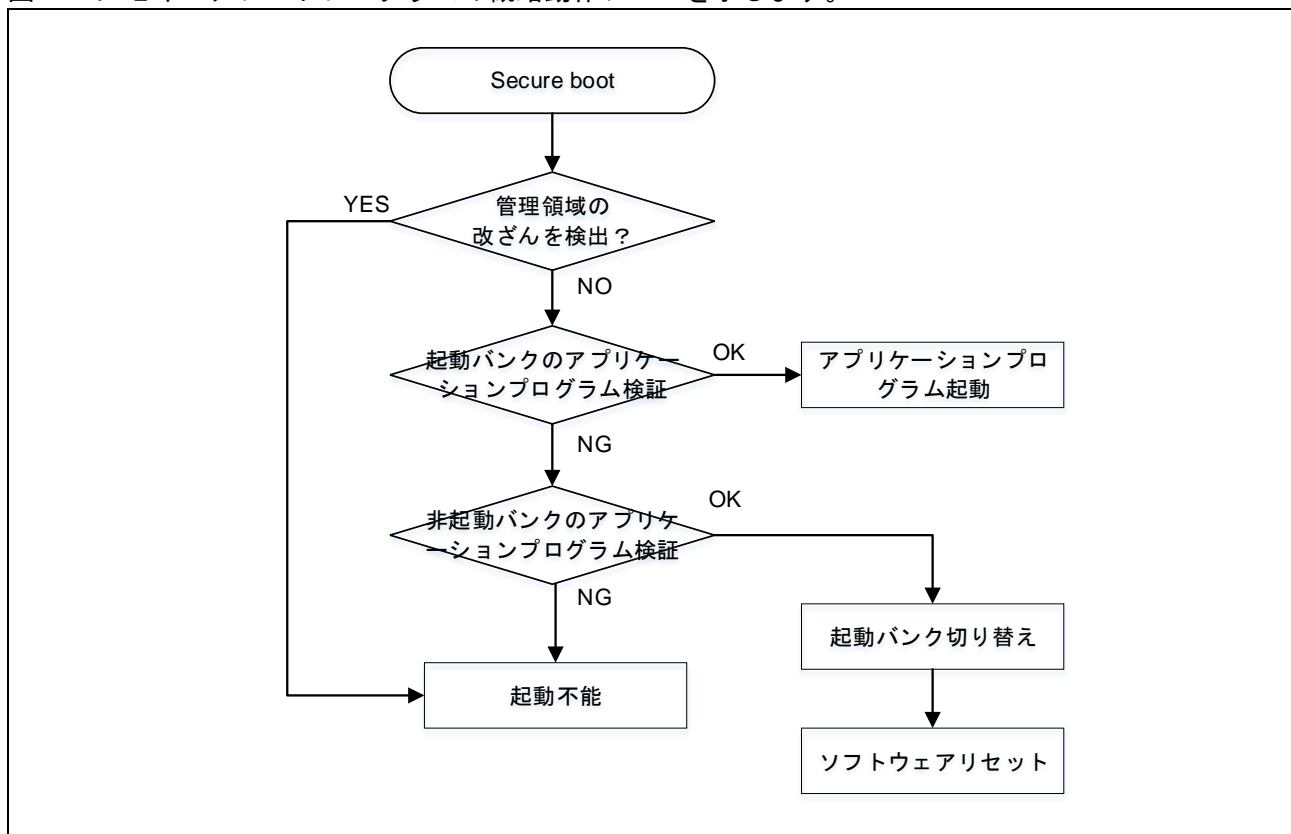 Secure boot
YES
管理領域の
改ざんを検出？
NO
起動バンクのアプリケー
ションプログラム検証
OK
アプリケーションプロ
グラム起動
NG
非起動バンクのアプリケ
ーションプログラム検証
OK
NG
起動バンク切り替え
起動不能
ソフトウェアリセット